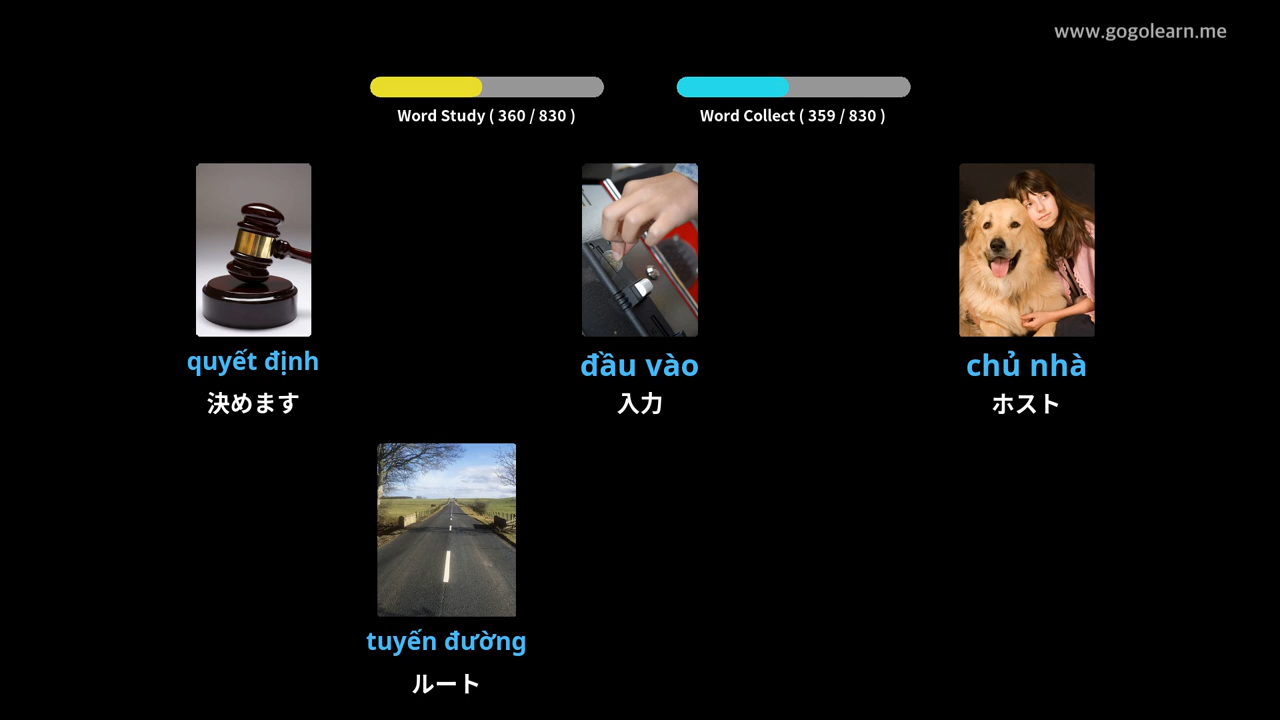 www.gogolearn.me
Word Study ( 360 / 830 )
Word Collect ( 359 / 830 )
quyết định
決めます
đầu vào
入力
chủ nhà
ホスト
tuyến đường
ルート